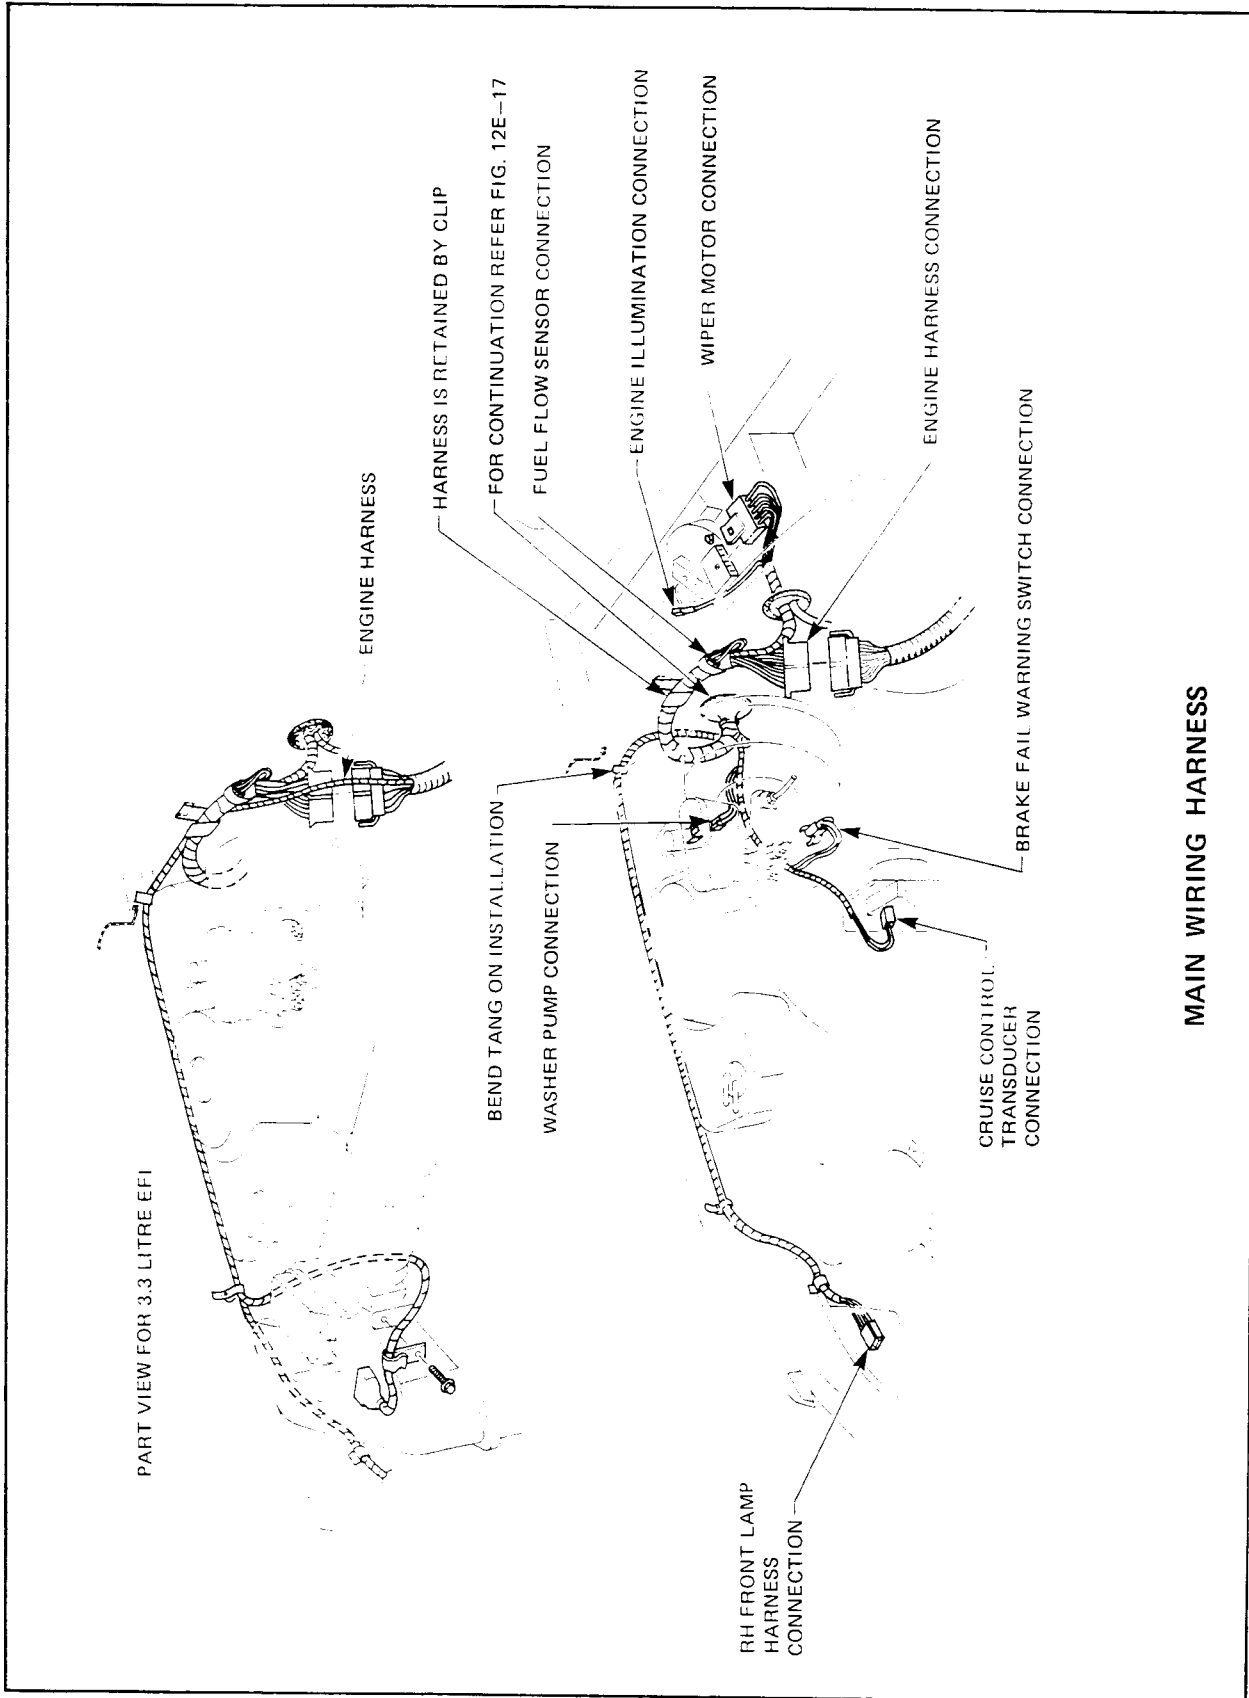 PART VIEW FOR 3.3 LITRE EFI
ENGINE HARNESS
HARNESS IS RETAINED BY CLIP
FOR CONTINUATION REFER FIG. 12E–17
FUEL FLOW SENSOR CONNECTION
BEND TANG ON INSTALLATION
WASHER PUMP CONNECTION
ENGINE ILLUMINATION CONNECTION
WIPER MOTOR CONNECTION
RH FRONT LAMP
HARNESS
CONNECTION
ENGINE HARNESS CONNECTION
CRUISE CONTROL
TRANSDUCER
CONNECTION
BRAKE FAIL WARNING SWITCH CONNECTION
MAIN WIRING HARNESS